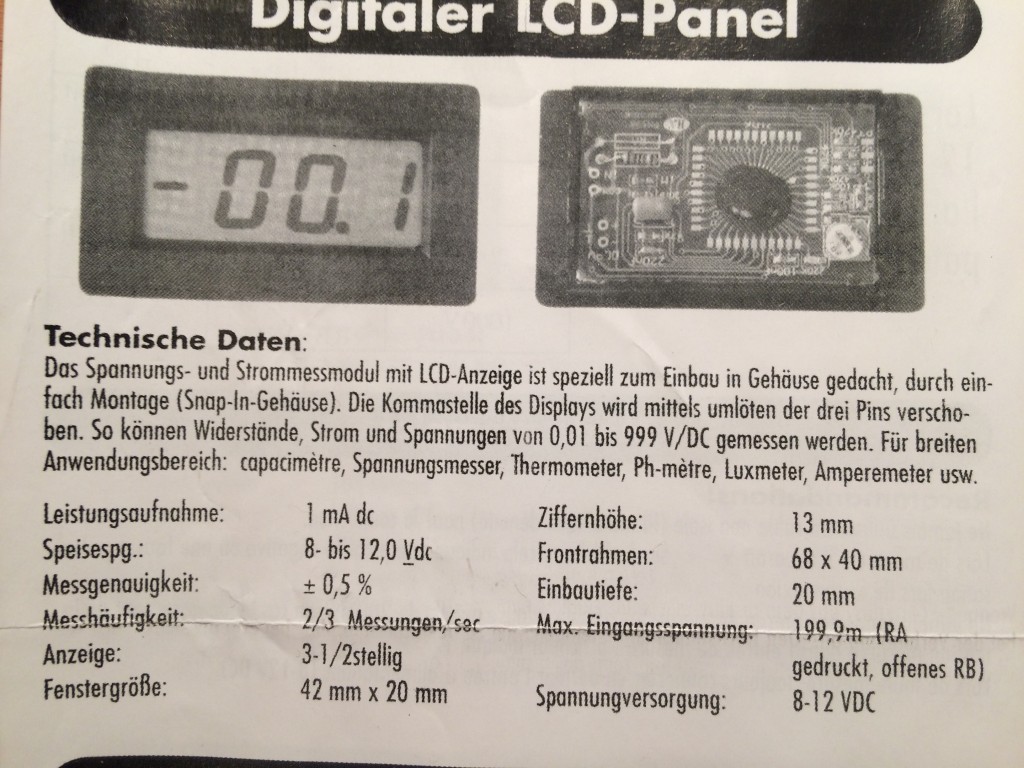 Digitaler LCD-Panel
-00.1
220nF
Technische Daten:
Das Spannungs- und Strommessmodul mit LCD-Anzeige ist speziell zum Einbau in Gehäuse gedacht, durch ein-
fach Montage (Snap-In-Gehäuse). Die Kommastelle des Displays wird mittels umlöten der drei Pins verscho-
ben. So können Widerstände, Strom und Spannungen von 0,01 bis 999 V/DC gemessen werden. Für breiten
Anwendungsbereich: capacimètre, Spannungsmesser, Thermometer, Ph-mètre, Luxmeter, Amperemeter usw.
Leistungsaufnahme: 1 mA dc
Speisespg.: 8- bis 12,0 Vdc
Messgenauigkeit: ± 0,5 %
Messhäufigkeit: 2/3 Messungen/sec
Anzeige: 3-1/2stellig
Fenstergröße: 42 mm x 20 mm
Ziffernhöhe: 13 mm
Frontrahmen: 68 x 40 mm
Einbautiefe: 20 mm
Max. Eingangsspannung: 199,9m (RA
gedruckt, offenes RB)
Spannungversorgung: 8-12 VDC